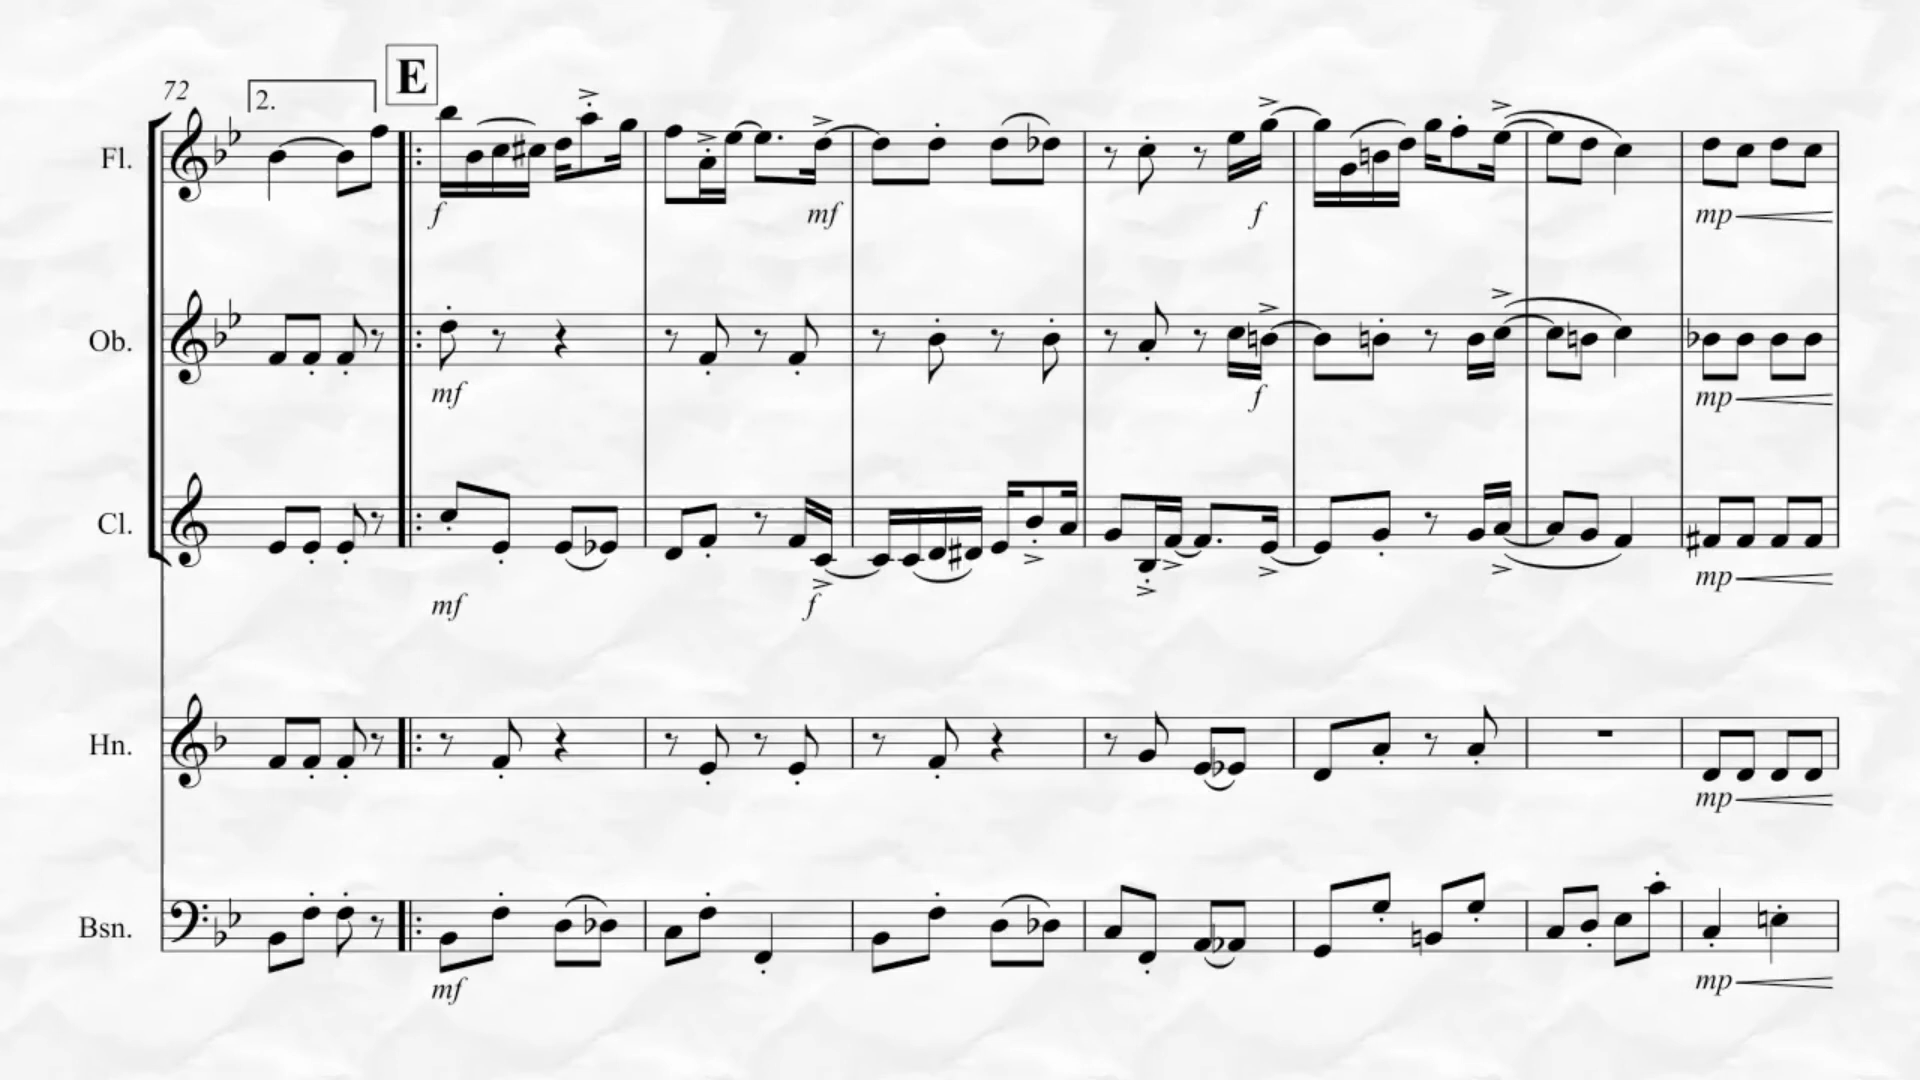 E
72
2.
Fl.
f mf f mp
Ob.
mf f mp
Cl.
mf f mp
Hn.
mp
Bsn.
mf mp